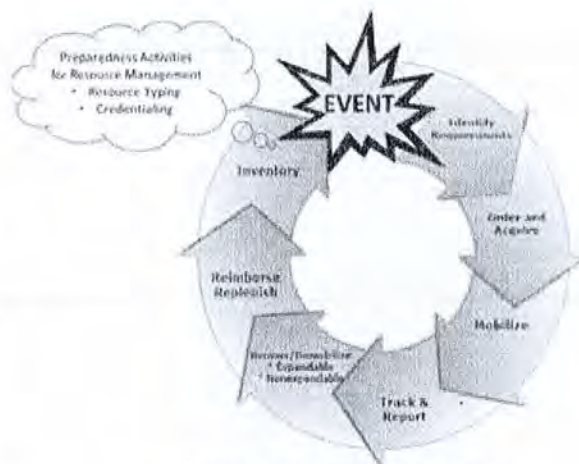 Preparedness Activities
for Resource Management
• Resource Typing
• Credentialing
EVENT
Identify
Requirements
Order and
Acquire
Mobilize
Track &
Report
Recover/Demobilize
* Expendable
* Nonexpendable
Reimburse
Replenish
Inventory